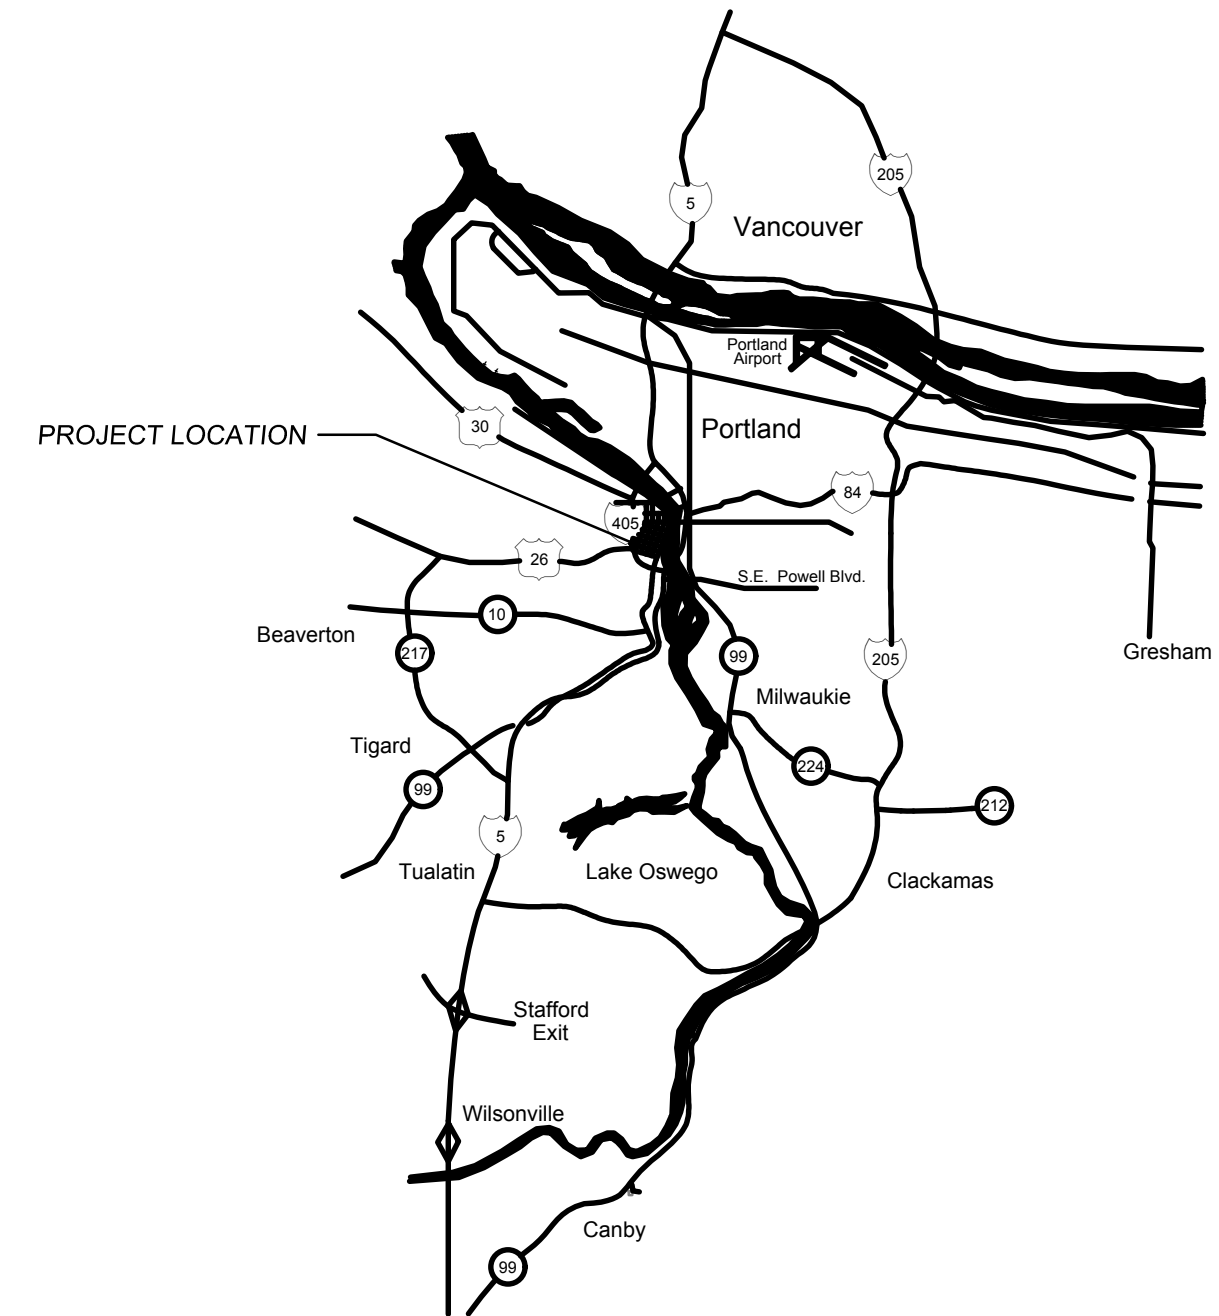 205
5
Vancouver
Portland
Airport
30
PROJECT LOCATION
Portland
84
405
26
S.E. Powell Blvd.
10
Beaverton
217
99
205
Gresham
Milwaukie
Tigard
224
99
212
5
Tualatin
Lake Oswego
Clackamas
Stafford
Exit
Wilsonville
Canby
99